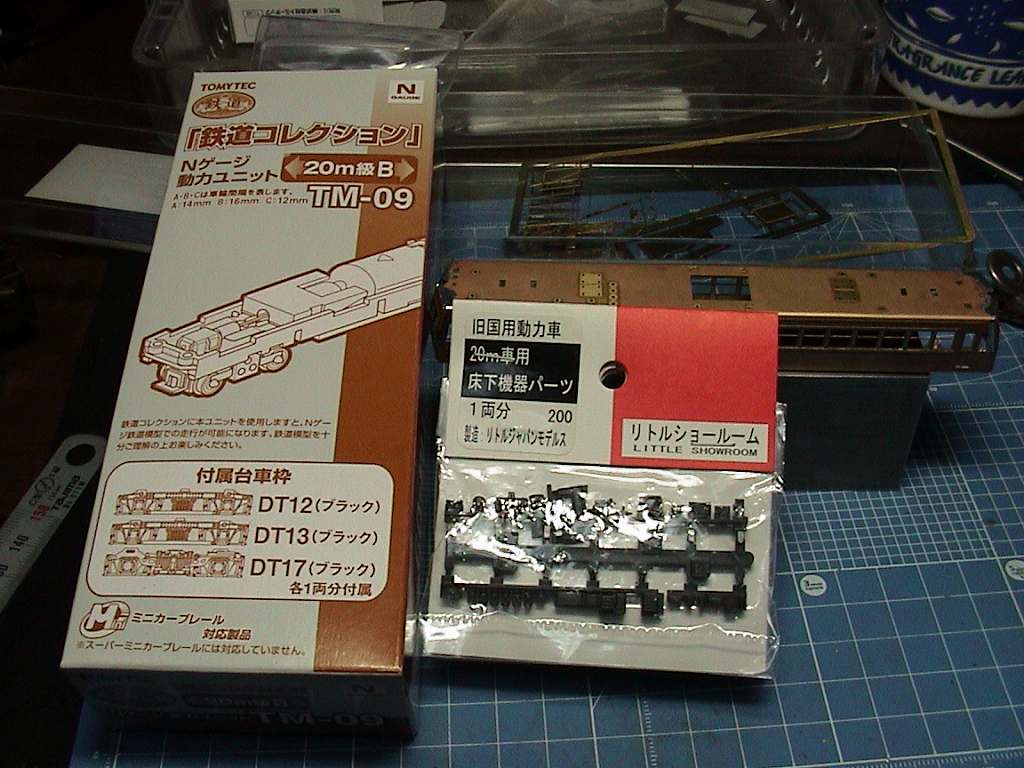 TOMYTEC
鉄道
N
GAUGE
「鉄道コレクション」
Nゲージ
動力ユニット
20m級B
A・B・Cは車輪間隔を表します。
A:14mm B:16mm C:12mm
TM-09
鉄道コレクションに本ユニットを使用しますと、Nゲー
ジ鉄道模型での走行が可能になります。鉄道模型を十
分ご理解の上お楽しみください。
付属台車枠
DT12(ブラック)
DT13(ブラック)
DT17(ブラック)
各1両分付属
ミニカーブレール
対応製品
※スーパーミニカーブレールには対応していません。
TOMYTEC
N
TM-09
旧国用動力車
20m車用
床下機器パーツ
1両分 200
製造:リトルジャパンモデルス
リトルショールーム
LITTLE SHOWROOM
FRAGRANCE LEA
150
140